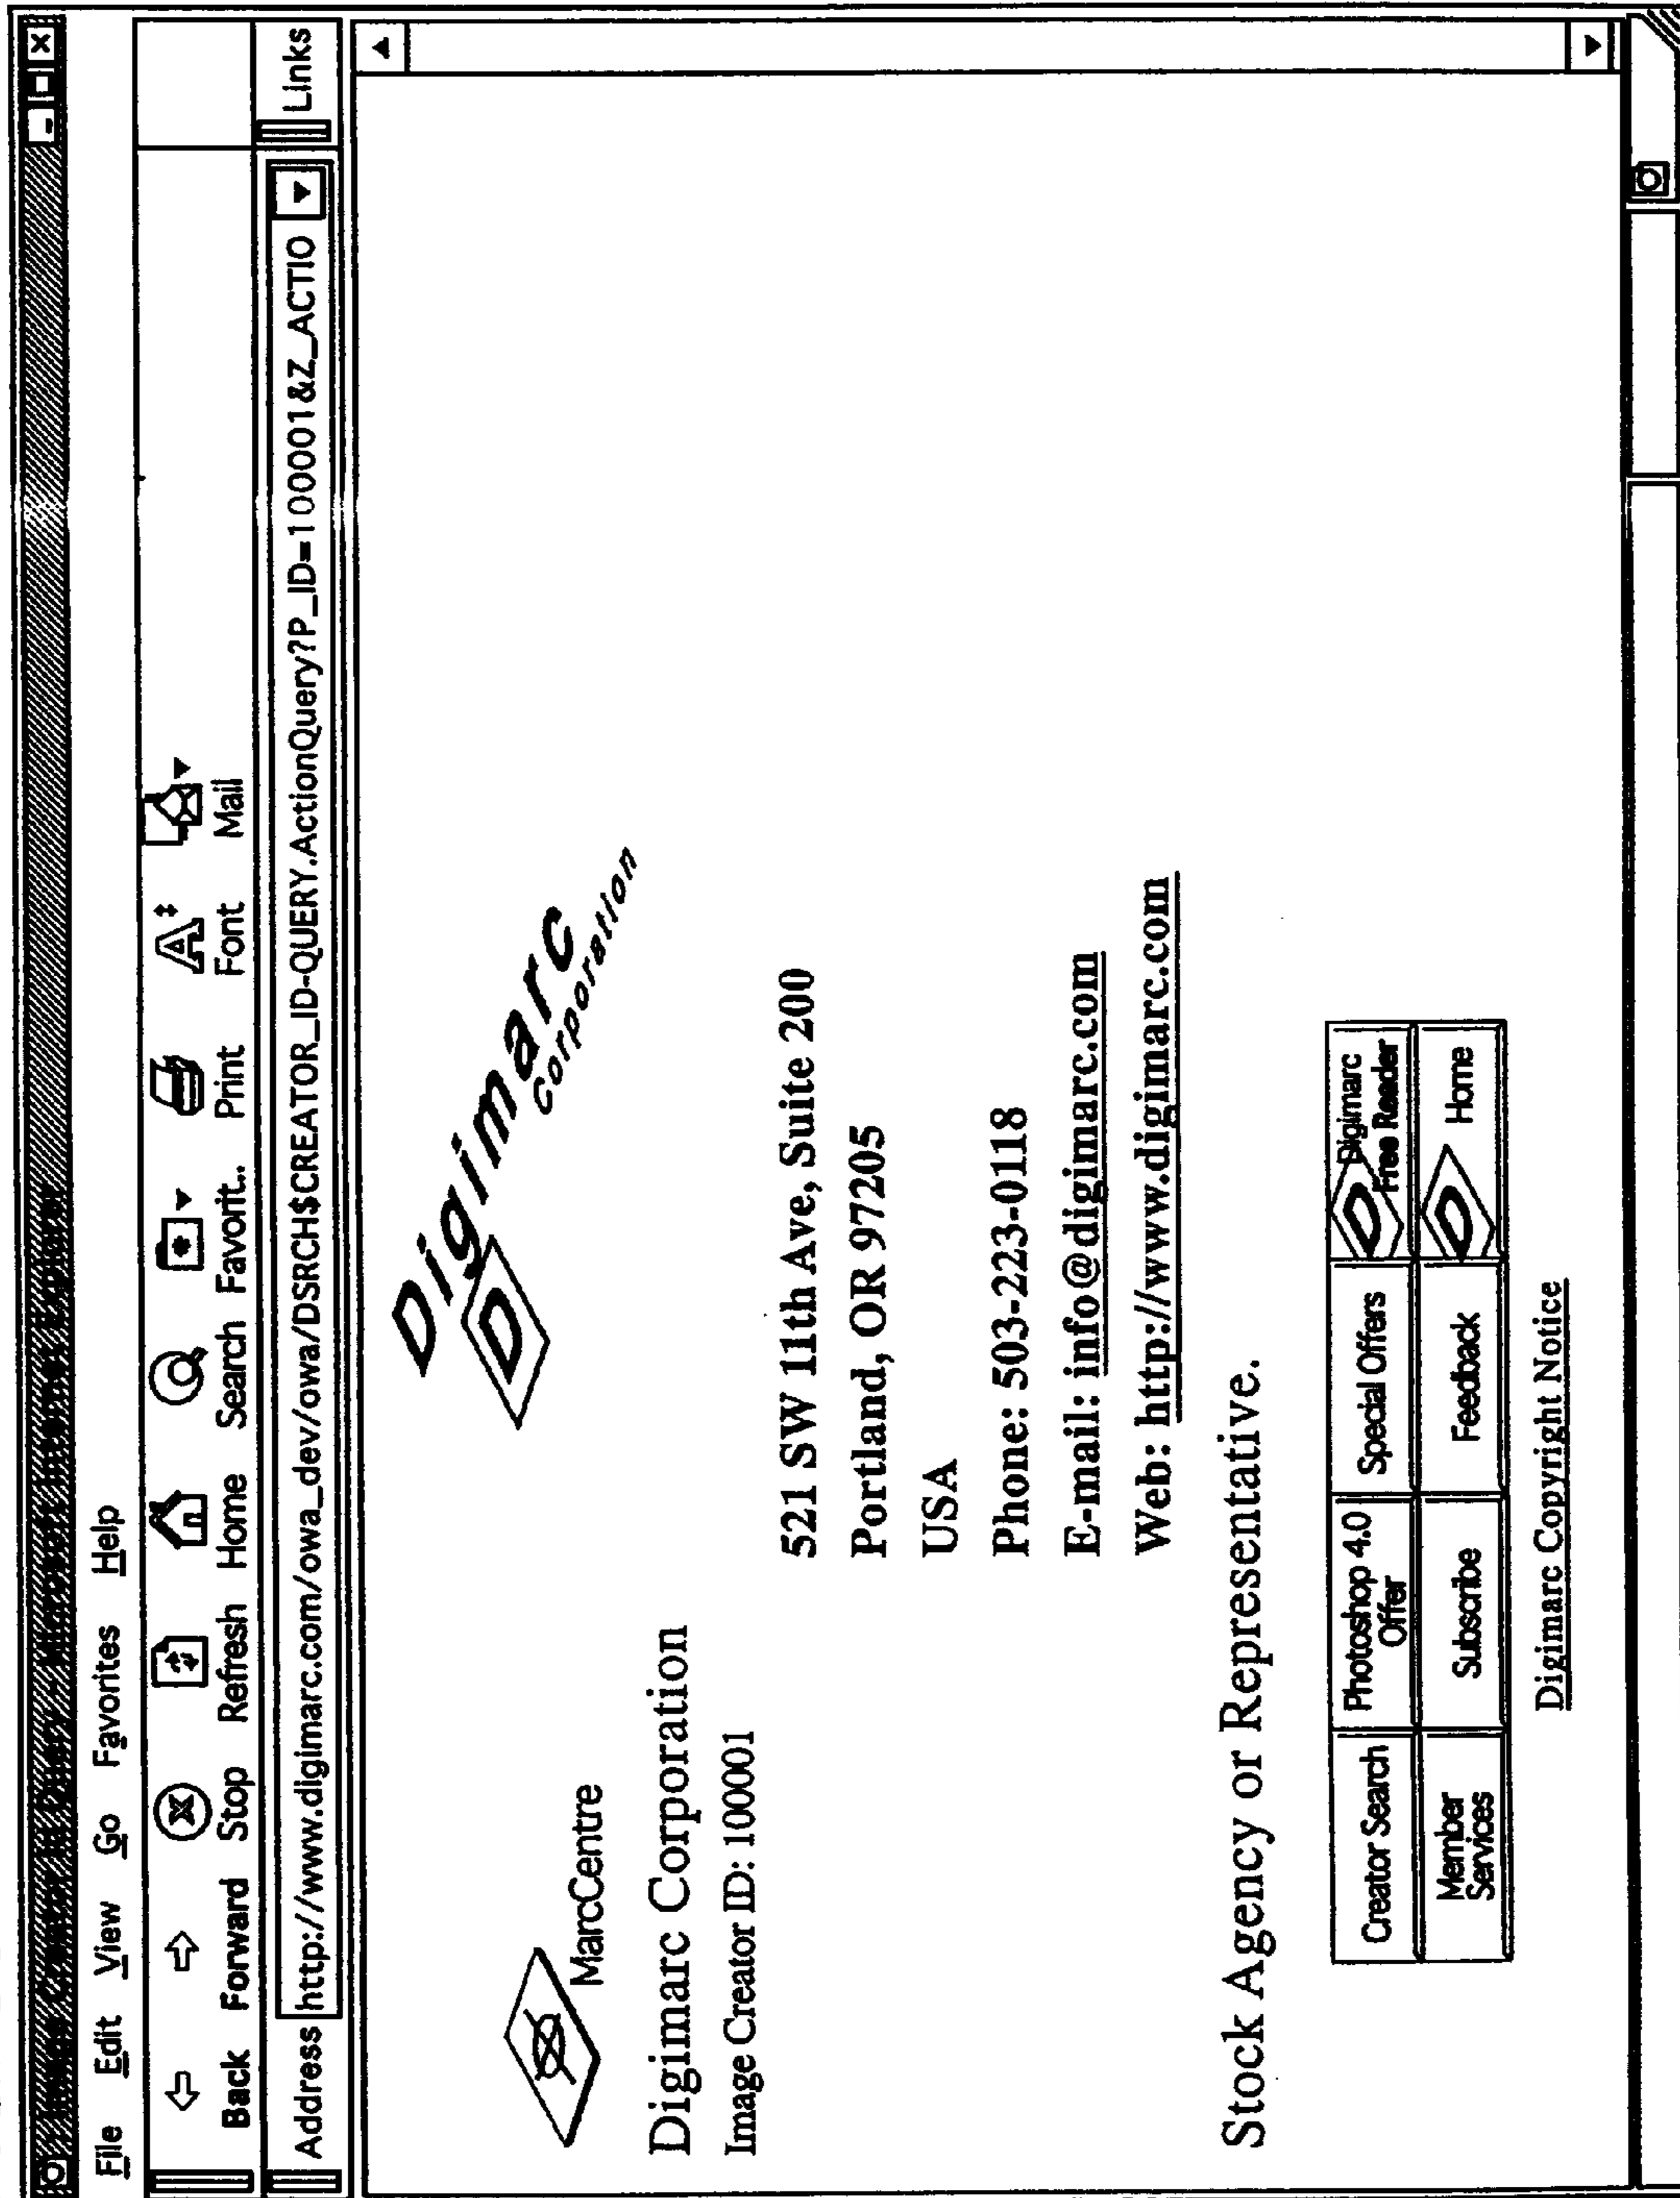 File Edit View Go Favorites Help
Back Forward Stop Refresh Home Search Favorit.. Print Font Mail
Address http://www.digimarc.com/owa_dev/owa/DSRCH$CREATOR_ID-QUERY.ActionQuery?P_ID=100001&Z_ACTIO Links
MarcCentre
D Digimarc
Corporation
Digimarc Corporation
Image Creator ID: 100001
521 SW 11th Ave, Suite 200
Portland, OR 97205
USA
Phone: 503-223-0118
E-mail: info@digimarc.com
Web: http://www.digimarc.com
Stock Agency or Representative.
Creator Search Photoshop 4.0 Offer Special Offers D Digimarc Free Reader
Member Services Subscribe Feedback D Home
Digimarc Copyright Notice